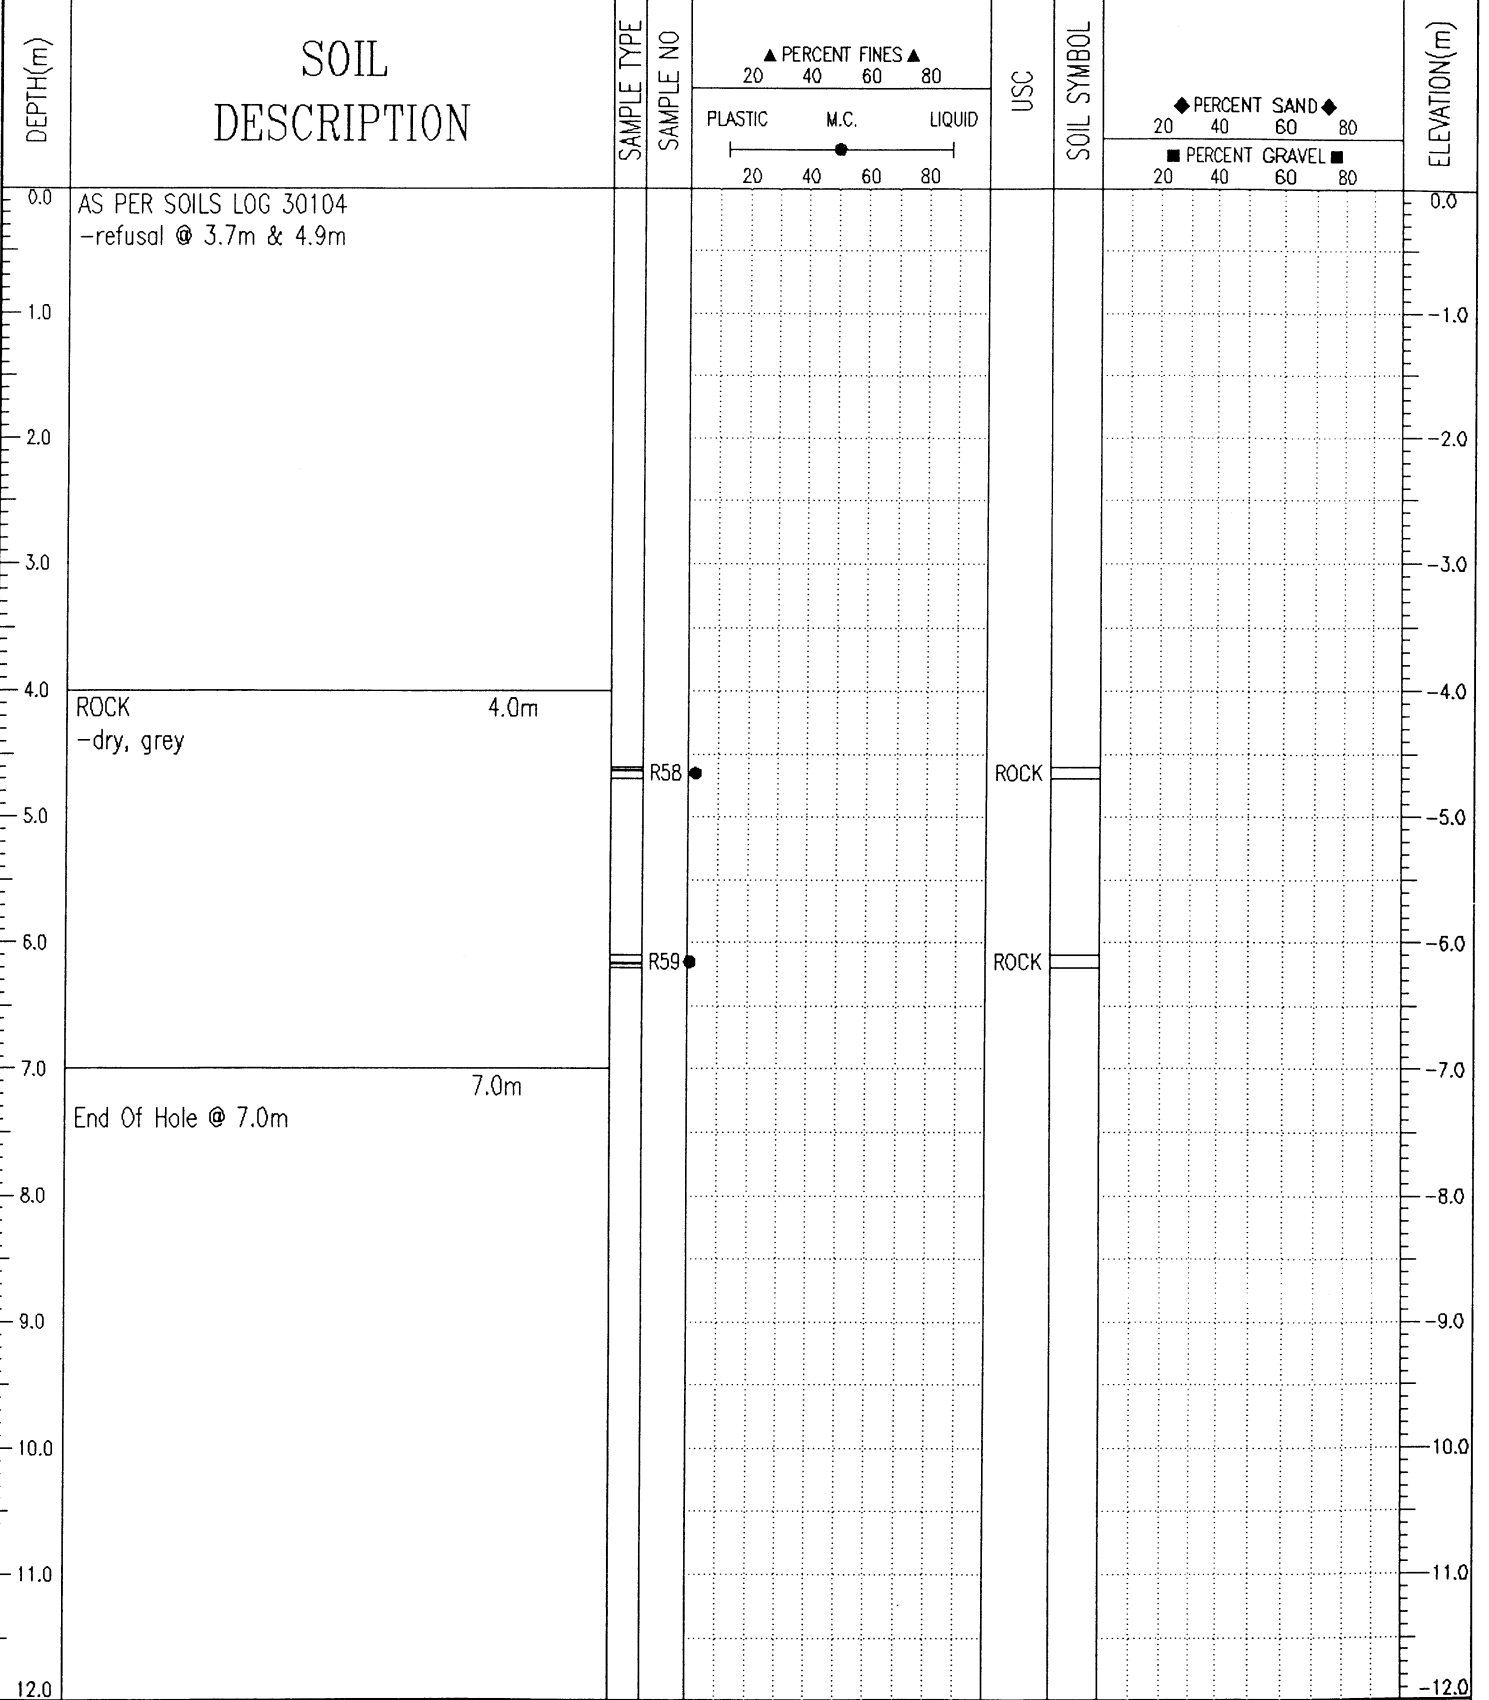 DEPTH(m)
SOIL
DESCRIPTION
SAMPLE TYPE
SAMPLE NO
▲ PERCENT FINES ▲
20 40 60 80
PLASTIC M.C. LIQUID
20 40 60 80
USC
SOIL SYMBOL
◆ PERCENT SAND ◆
20 40 60 80
■ PERCENT GRAVEL ■
20 40 60 80
ELEVATION(m)
0.0
AS PER SOILS LOG 30104
-refusal @ 3.7m & 4.9m
0.0
1.0
-1.0
2.0
-2.0
3.0
-3.0
4.0
-4.0
ROCK 4.0m
-dry, grey
R58
ROCK
5.0
-5.0
6.0
-6.0
R59
ROCK
7.0
-7.0
7.0m
End Of Hole @ 7.0m
8.0
-8.0
9.0
-9.0
10.0
-10.0
11.0
-11.0
12.0
-12.0